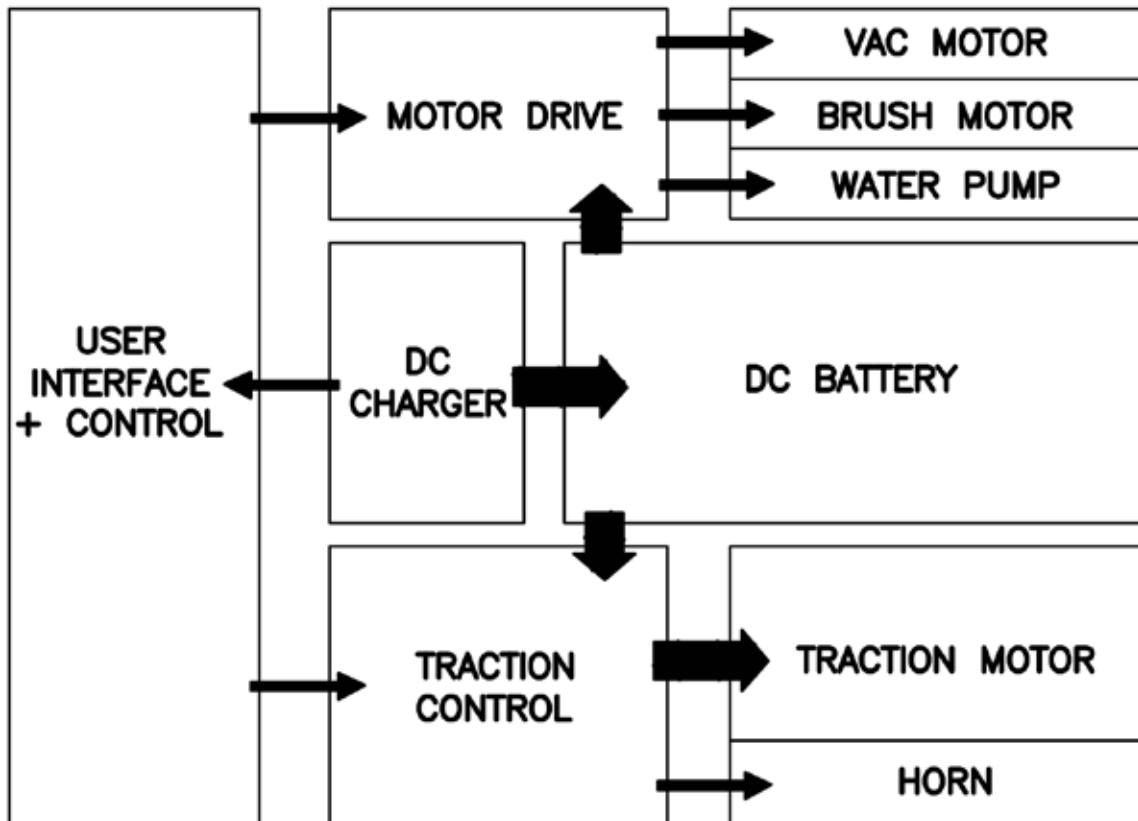 MOTOR DRIVE
VAC MOTOR
BRUSH MOTOR
WATER PUMP
USER
INTERFACE
+ CONTROL
DC
CHARGER
DC BATTERY
TRACTION
CONTROL
TRACTION MOTOR
HORN